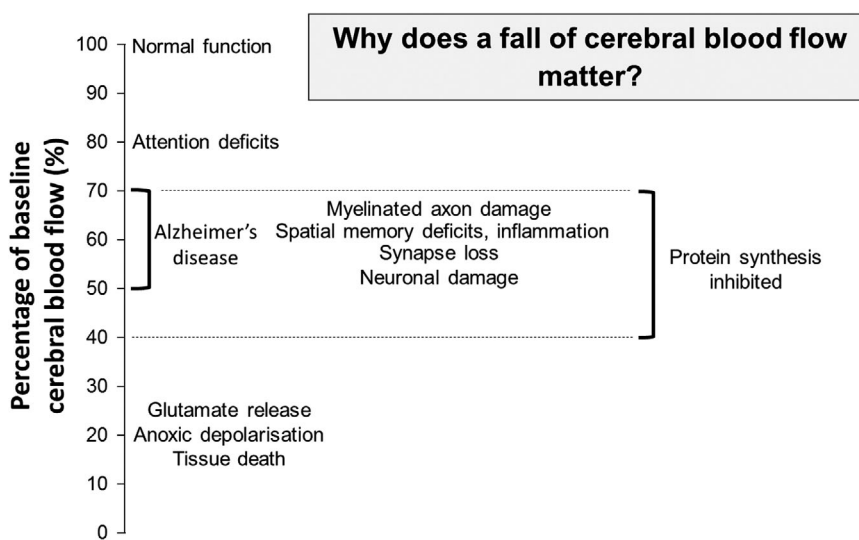 Why does a fall of cerebral blood flow
matter?
Percentage of baseline
cerebral blood flow (%)
100
90
80
70
60
50
40
30
20
10
0
Normal function
Attention deficits
Alzheimer's
disease
Myelinated axon damage
Spatial memory deficits, inflammation
Synapse loss
Neuronal damage
Protein synthesis
inhibited
Glutamate release
Anoxic depolarisation
Tissue death